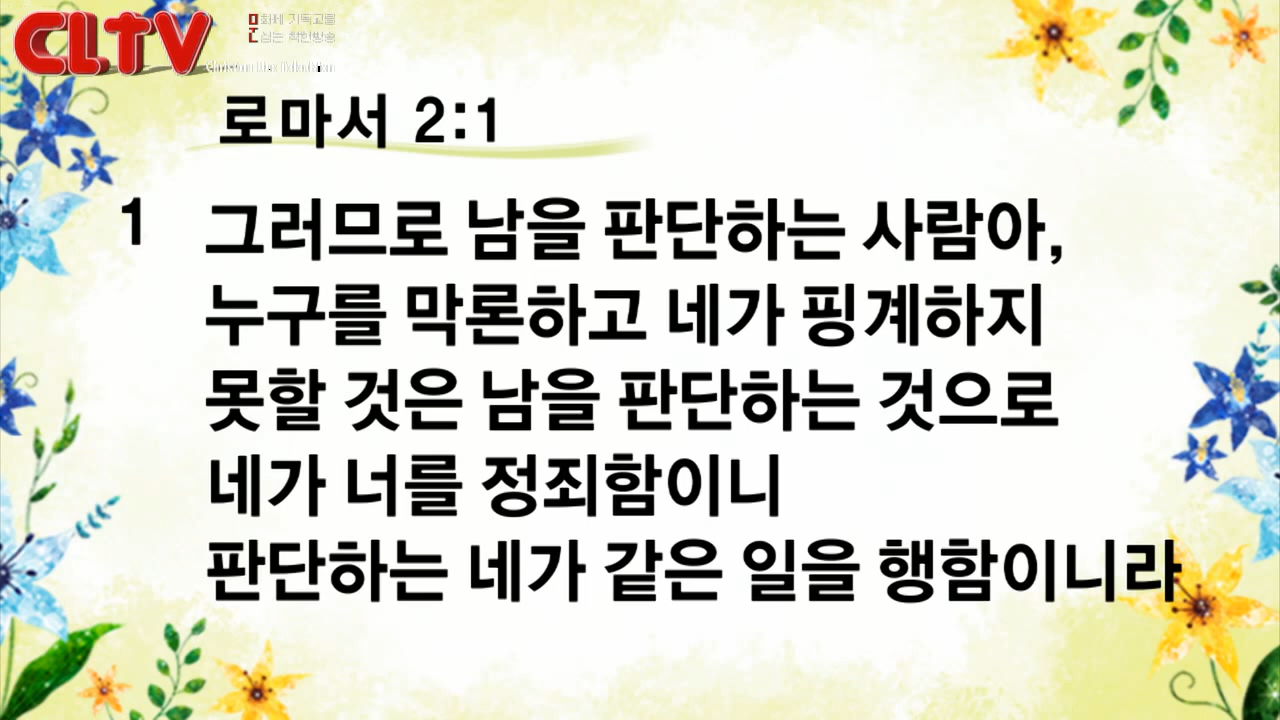 CLTV
로마서 2:1
1 그러므로 남을 판단하는 사람아,
누구를 막론하고 네가 핑계하지
못할 것은 남을 판단하는 것으로
네가 너를 정죄함이니
판단하는 네가 같은 일을 행함이니라